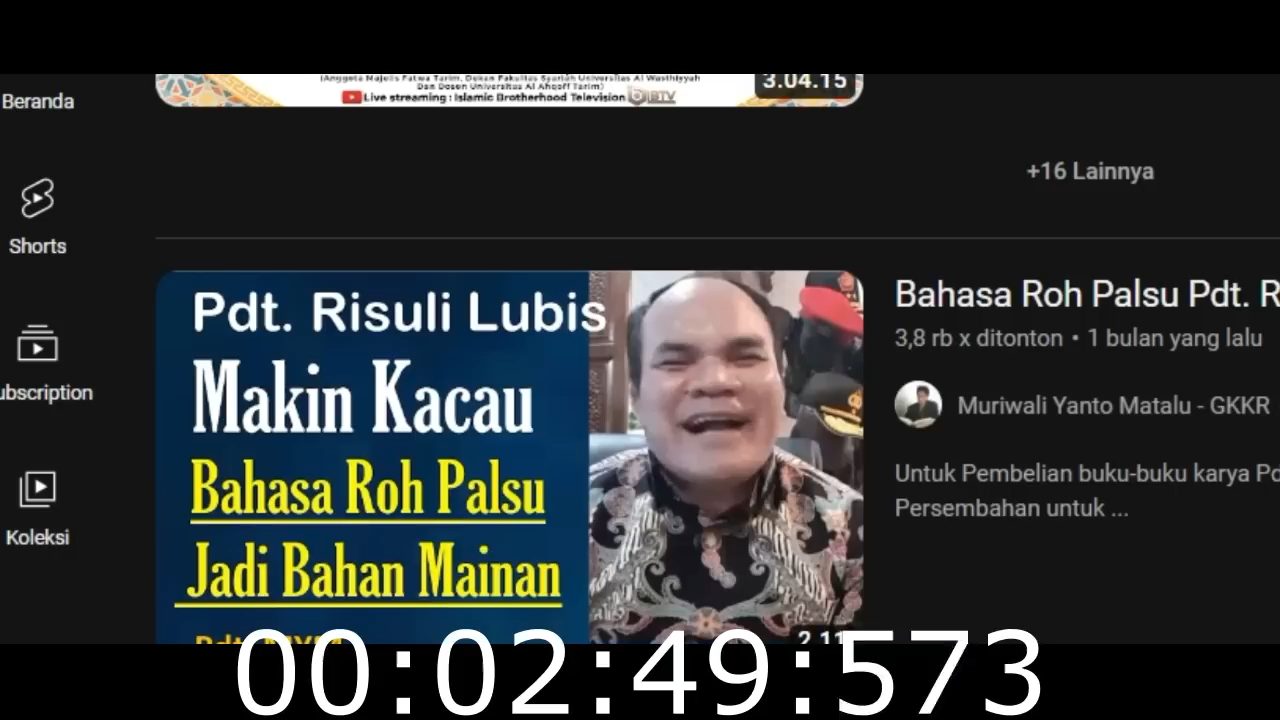 (Anggota Majelis Fatwa Tarim, Dekan Fakultas Syariah Universitas Al Wasthiyyah
Dan Dosen Universitas Al Ahgoff Tarim)
Live streaming : Islamic Brotherhood Television
3.04.15
Beranda
+16 Lainnya
Shorts
ubscription
Koleksi
Pdt. Risuli Lubis
Makin Kacau
Bahasa Roh Palsu
Jadi Bahan Mainan
Bahasa Roh Palsu Pdt. R
3,8 rb x ditonton • 1 bulan yang lalu
Muriwali Yanto Matalu - GKKR
Untuk Pembelian buku-buku karya
Persembahan untuk ...
00:02:49:573